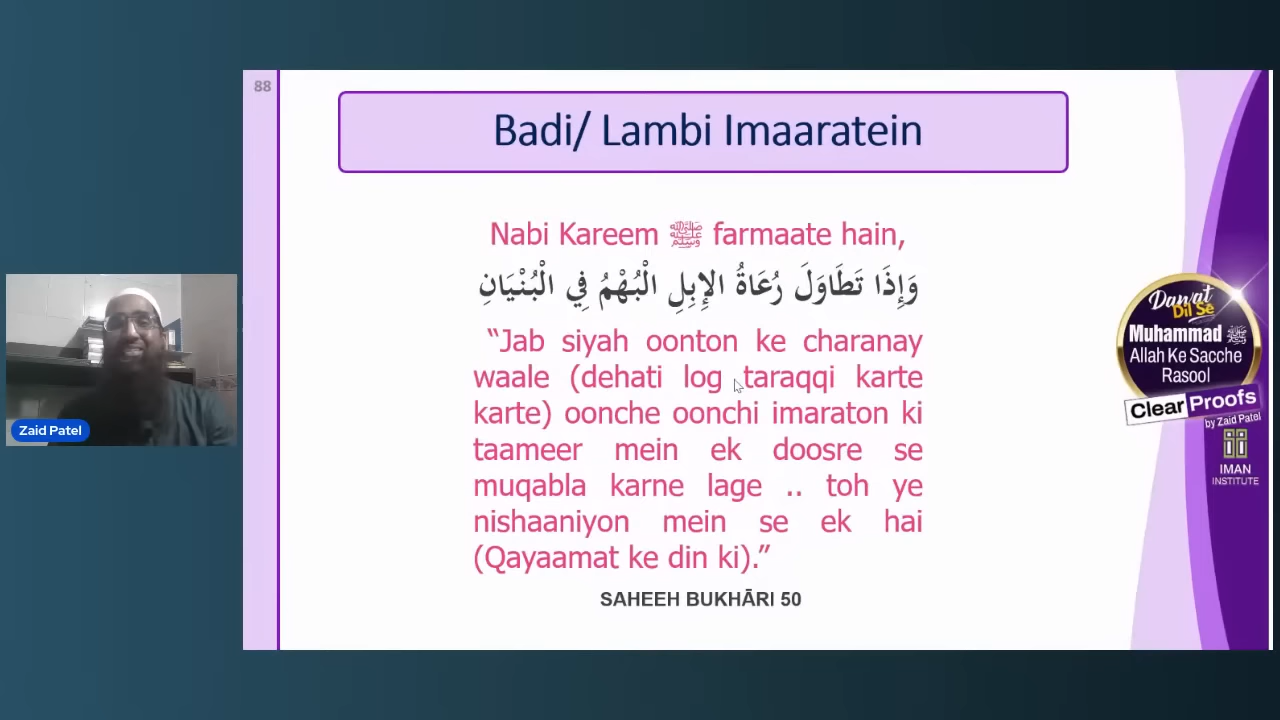 88
Badi/ Lambi Imaaratein
Nabi Kareem ﷺ farmaate hain,
وَإِذَا تَطَاوَلَ رُعَاةُ الإِبِلِ الْبُهْمُ فِي الْبُنْيَانِ
“Jab siyah oonton ke charanay
waale (dehati log taraqqi karte
karte) oonche oonchi imaraton ki
taameer mein ek doosre se
muqabla karne lage .. toh ye
nishaaniyon mein se ek hai
(Qayaamat ke din ki).”
SAHEEH BUKHĀRI 50
Zaid Patel
Dawat
Dil Se
Muhammad ﷺ
Allah Ke Sacche
Rasool
Clear Proofs
by Zaid Patel
IMAN
INSTITUTE